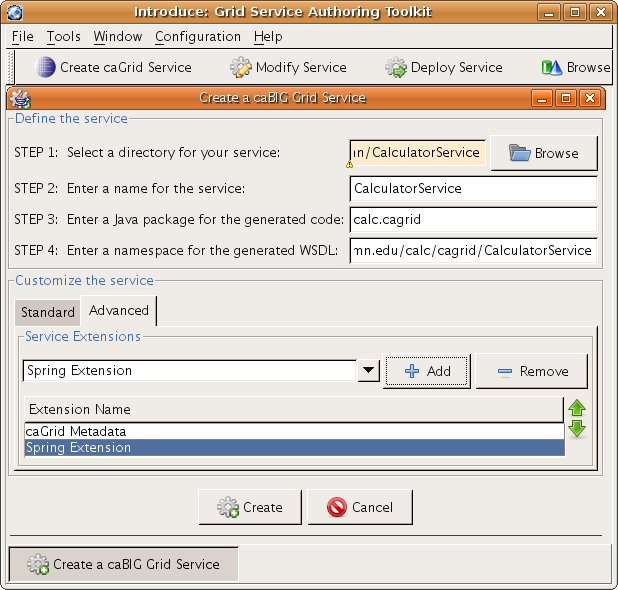 Introduce: Grid Service Authoring Toolkit
File Tools Window Configuration Help
Create caGrid Service Modify Service Deploy Service Browse
Create a caBIG Grid Service
Define the service
STEP 1: Select a directory for your service: in/CalculatorService Browse
STEP 2: Enter a name for the service: CalculatorService
STEP 3: Enter a Java package for the generated code: calc.cagrid
STEP 4: Enter a namespace for the generated WSDL: mn.edu/calc/cagrid/CalculatorService
Customize the service
Standard Advanced
Service Extensions
Spring Extension Add Remove
Extension Name
caGrid Metadata
Spring Extension
Create Cancel
Create a caBIG Grid Service